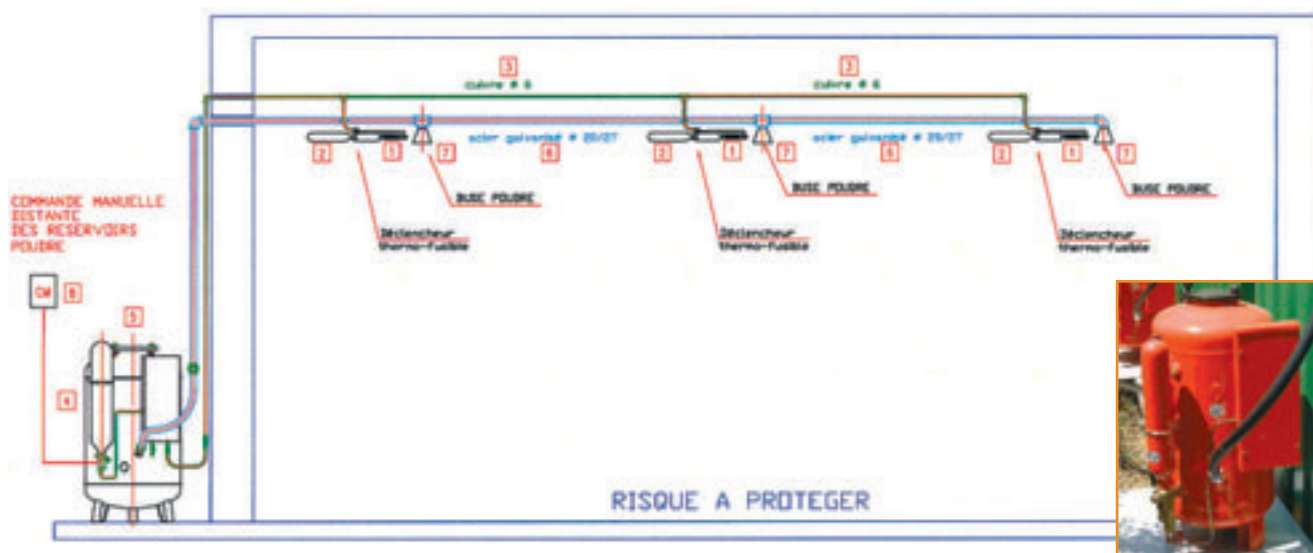 3 3
cuivre # 6 cuivre # 6
2 1 7 acier galvanisé # 20/27 6 2 1 7 acier galvanisé # 20/27 6 2 1 7
BUSE POUDRE BUSE POUDRE BUSE POUDRE
Déclencheur
thermo-fusible
Déclencheur
thermo-fusible
Déclencheur
thermo-fusible
COMMANDE MANUELLE
DISTANTE
DES RESERVOIRS
POUDRE
CM 8
5
4
RISQUE A PROTEGER